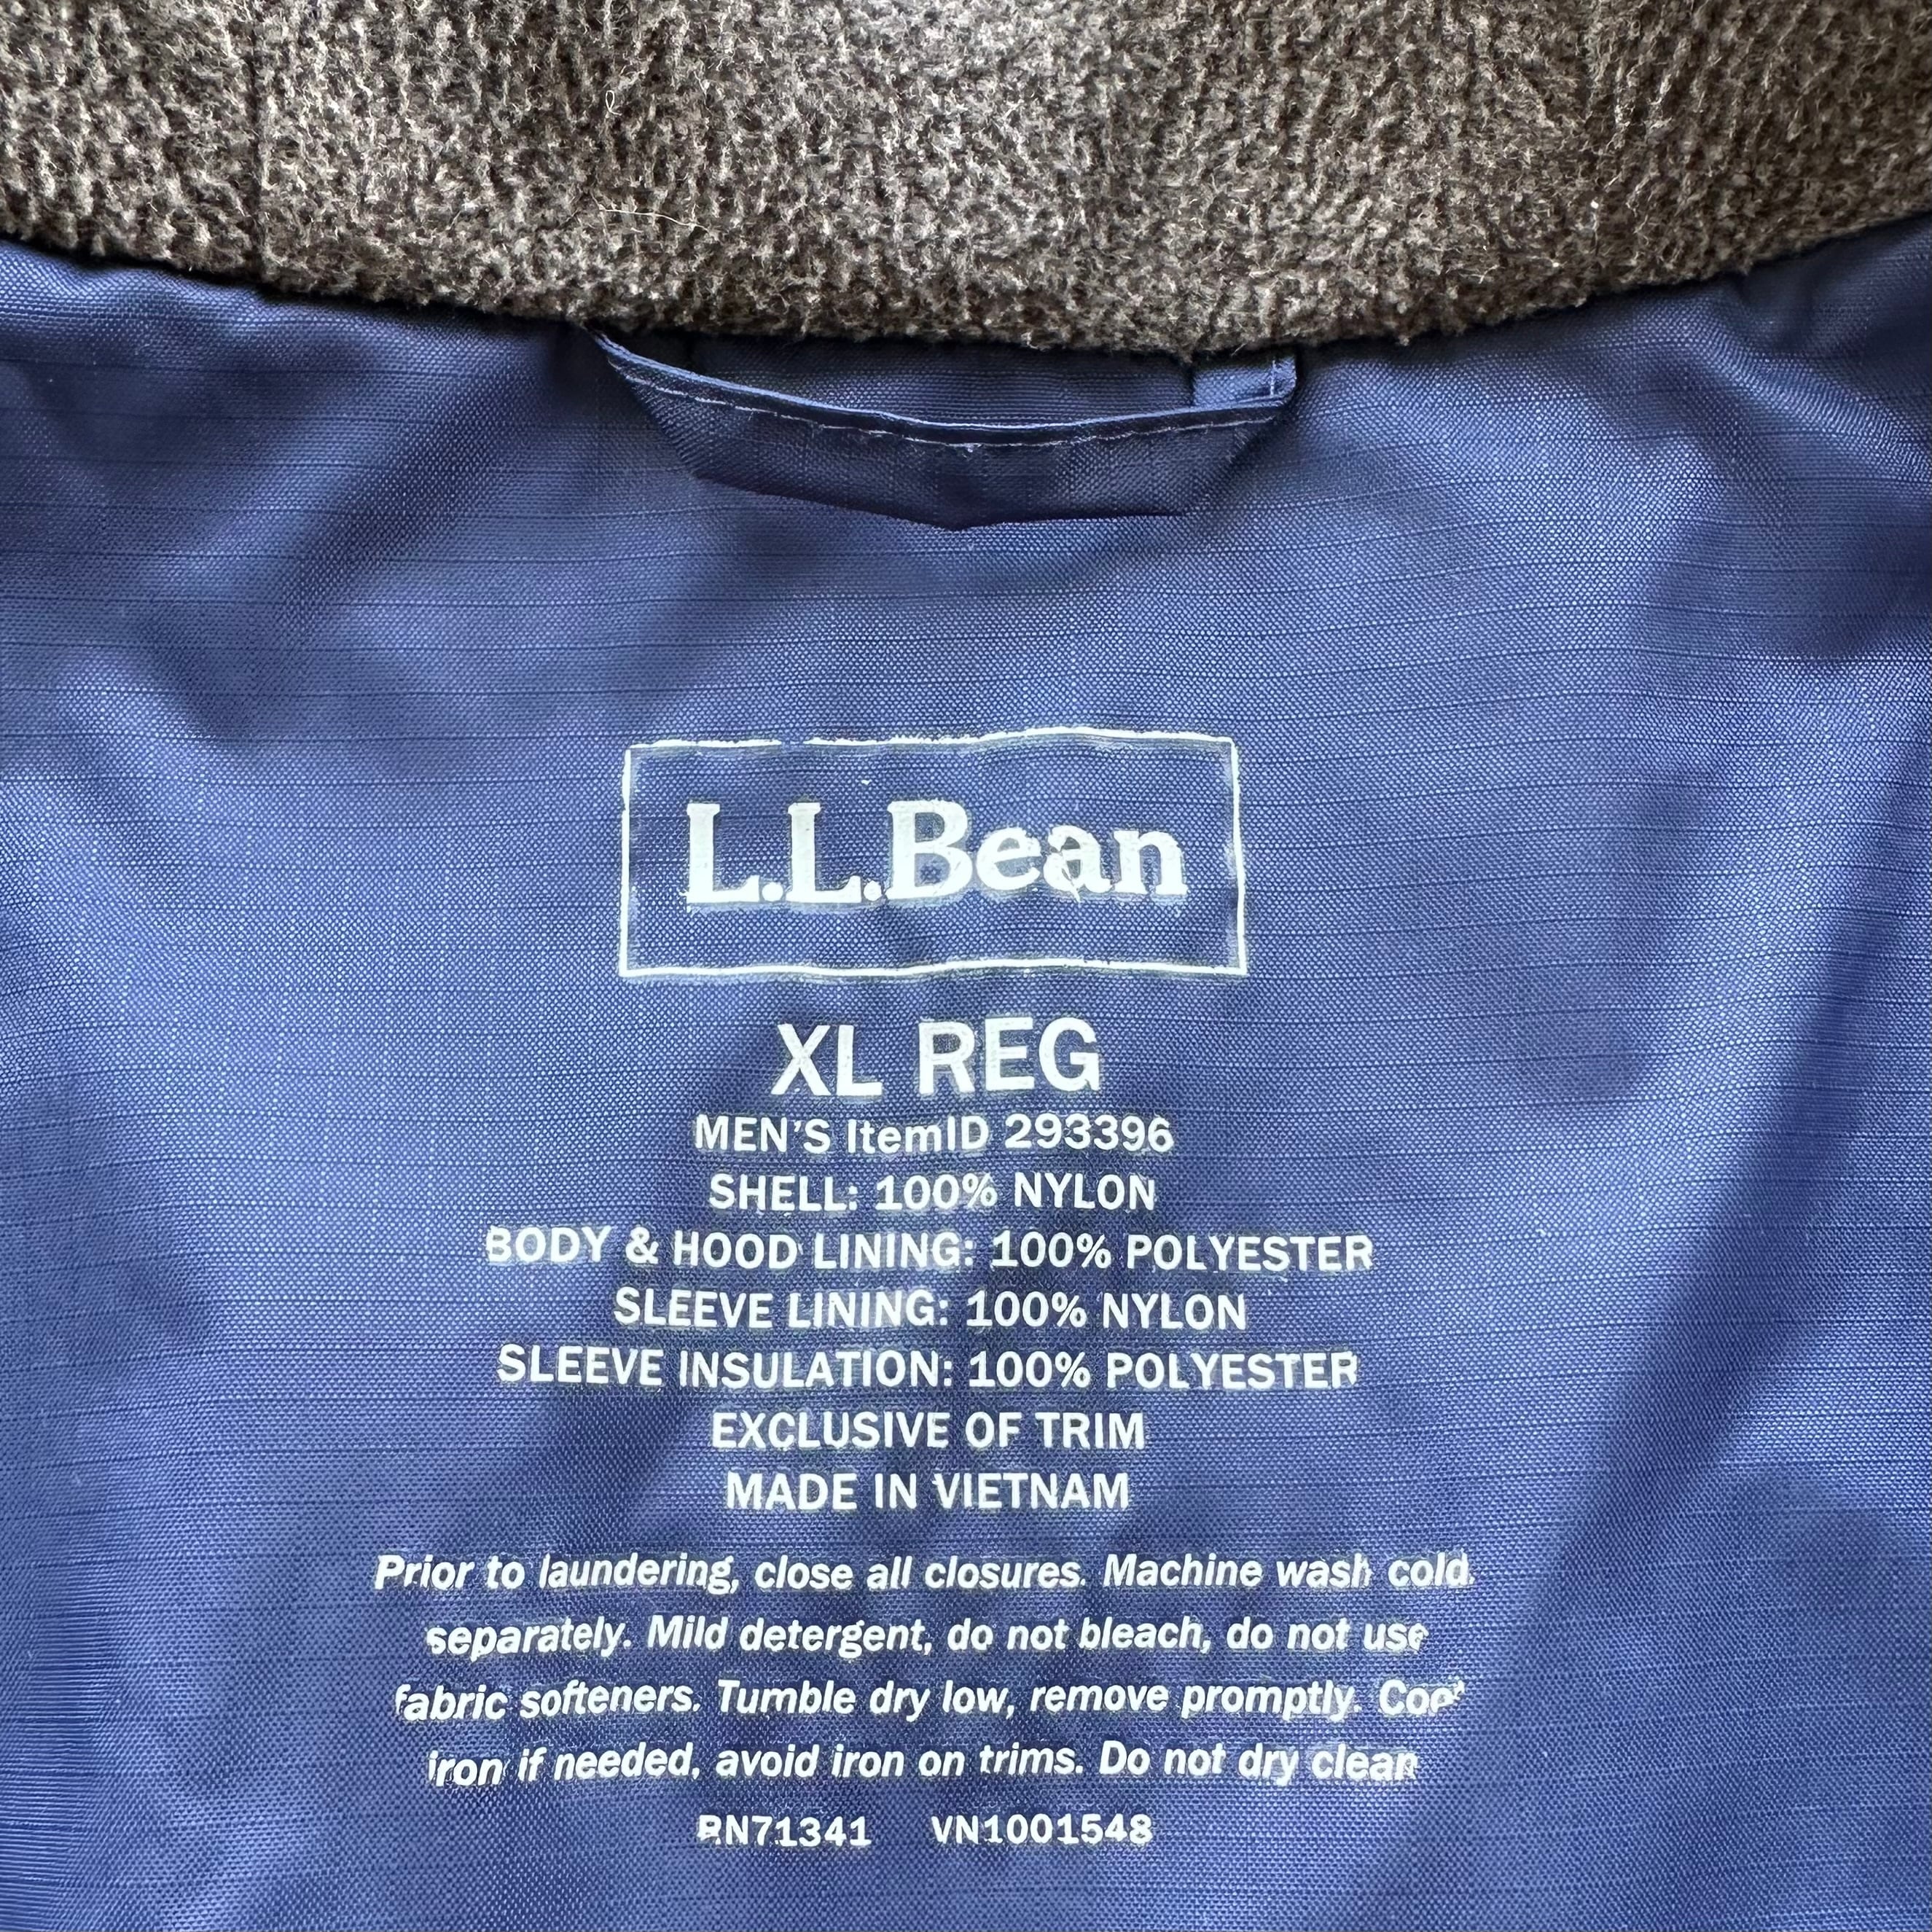 L.L.Bean
XL REG
MEN'S ItemID 293396
SHELL: 100% NYLON
BODY & HOOD LINING: 100% POLYESTER
SLEEVE LINING: 100% NYLON
SLEEVE INSULATION: 100% POLYESTER
EXCLUSIVE OF TRIM
MADE IN VIETNAM
Prior to laundering, close all closures. Machine wash cold
separately. Mild detergent, do not bleach, do not use
fabric softeners. Tumble dry low, remove promptly. Cool
iron if needed, avoid iron on trims. Do not dry clean
RN71341 VN1001548